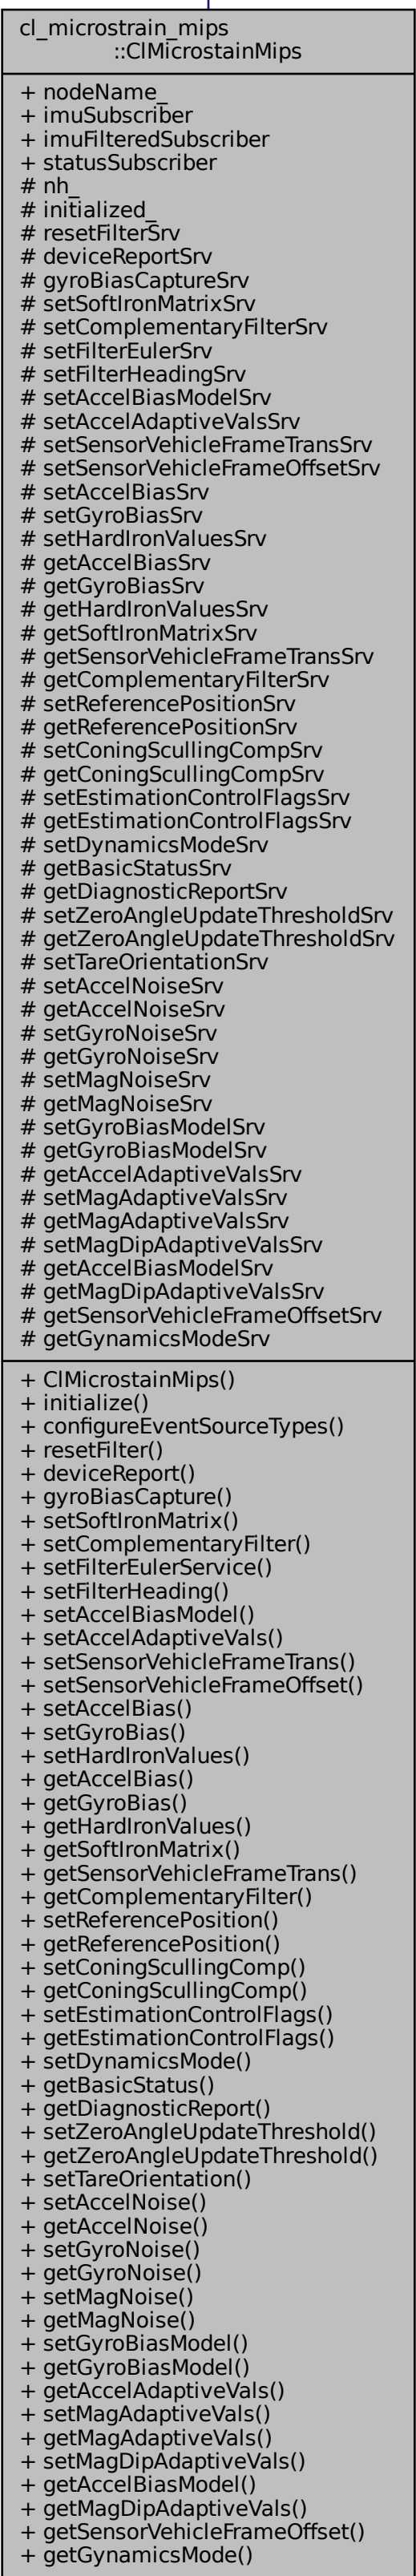 cl_microstrain_mips
::ClMicrostainMips
+ nodeName_
+ imuSubscriber
+ imuFilteredSubscriber
+ statusSubscriber
# nh_
# initialized_
# resetFilterSrv
# deviceReportSrv
# gyroBiasCaptureSrv
# setSoftIronMatrixSrv
# setComplementaryFilterSrv
# setFilterEulerSrv
# setFilterHeadingSrv
# setAccelBiasModelSrv
# setAccelAdaptiveValsSrv
# setSensorVehicleFrameTransSrv
# setSensorVehicleFrameOffsetSrv
# setAccelBiasSrv
# setGyroBiasSrv
# setHardIronValuesSrv
# getAccelBiasSrv
# getGyroBiasSrv
# getHardIronValuesSrv
# getSoftIronMatrixSrv
# getSensorVehicleFrameTransSrv
# getComplementaryFilterSrv
# setReferencePositionSrv
# getReferencePositionSrv
# setConingScullingCompSrv
# getConingScullingCompSrv
# setEstimationControlFlagsSrv
# getEstimationControlFlagsSrv
# setDynamicsModeSrv
# getBasicStatusSrv
# getDiagnosticReportSrv
# setZeroAngleUpdateThresholdSrv
# getZeroAngleUpdateThresholdSrv
# setTareOrientationSrv
# setAccelNoiseSrv
# getAccelNoiseSrv
# setGyroNoiseSrv
# getGyroNoiseSrv
# setMagNoiseSrv
# getMagNoiseSrv
# setGyroBiasModelSrv
# getGyroBiasModelSrv
# getAccelAdaptiveValsSrv
# setMagAdaptiveValsSrv
# getMagAdaptiveValsSrv
# setMagDipAdaptiveValsSrv
# getAccelBiasModelSrv
# getMagDipAdaptiveValsSrv
# getSensorVehicleFrameOffsetSrv
# getGynamicsModeSrv
+ ClMicrostainMips()
+ initialize()
+ configureEventSourceTypes()
+ resetFilter()
+ deviceReport()
+ gyroBiasCapture()
+ setSoftIronMatrix()
+ setComplementaryFilter()
+ setFilterEulerService()
+ setFilterHeading()
+ setAccelBiasModel()
+ setAccelAdaptiveVals()
+ setSensorVehicleFrameTrans()
+ setSensorVehicleFrameOffset()
+ setAccelBias()
+ setGyroBias()
+ setHardIronValues()
+ getAccelBias()
+ getGyroBias()
+ getHardIronValues()
+ getSoftIronMatrix()
+ getSensorVehicleFrameTrans()
+ getComplementaryFilter()
+ setReferencePosition()
+ getReferencePosition()
+ setConingScullingComp()
+ getConingScullingComp()
+ setEstimationControlFlags()
+ getEstimationControlFlags()
+ setDynamicsMode()
+ getBasicStatus()
+ getDiagnosticReport()
+ setZeroAngleUpdateThreshold()
+ getZeroAngleUpdateThreshold()
+ setTareOrientation()
+ setAccelNoise()
+ getAccelNoise()
+ setGyroNoise()
+ getGyroNoise()
+ setMagNoise()
+ getMagNoise()
+ setGyroBiasModel()
+ getGyroBiasModel()
+ getAccelAdaptiveVals()
+ setMagAdaptiveVals()
+ getMagAdaptiveVals()
+ setMagDipAdaptiveVals()
+ getAccelBiasModel()
+ getMagDipAdaptiveVals()
+ getSensorVehicleFrameOffset()
+ getGynamicsMode()